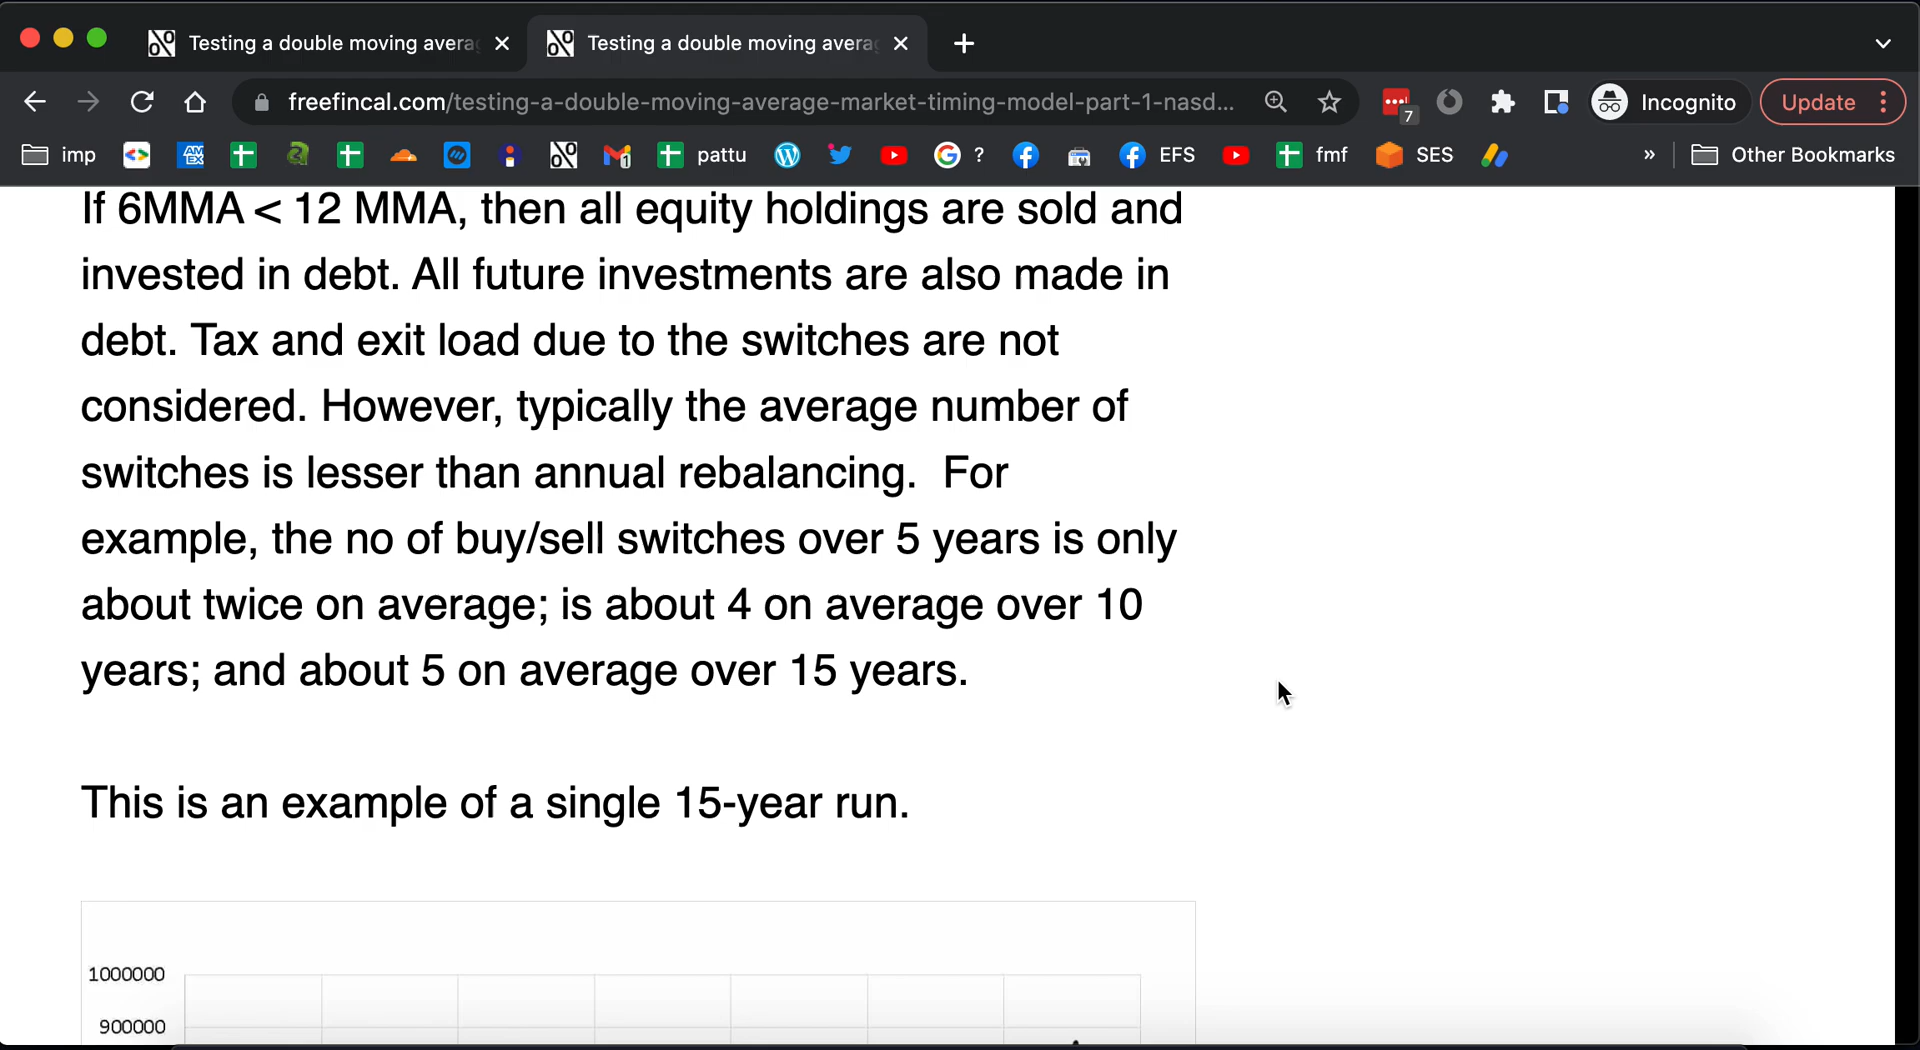 Testing a double moving avera
Testing a double moving avera
freefincal.com/testing-a-double-moving-average-market-timing-model-part-1-nasd...
7
Incognito
Update
imp
AM
EX
1
pattu
G
?
EFS
fmf
SES
»
Other Bookmarks
If 6MMA < 12 MMA, then all equity holdings are sold and
invested in debt. All future investments are also made in
debt. Tax and exit load due to the switches are not
considered. However, typically the average number of
switches is lesser than annual rebalancing.  For
example, the no of buy/sell switches over 5 years is only
about twice on average; is about 4 on average over 10
years; and about 5 on average over 15 years.
This is an example of a single 15-year run.
1000000
900000